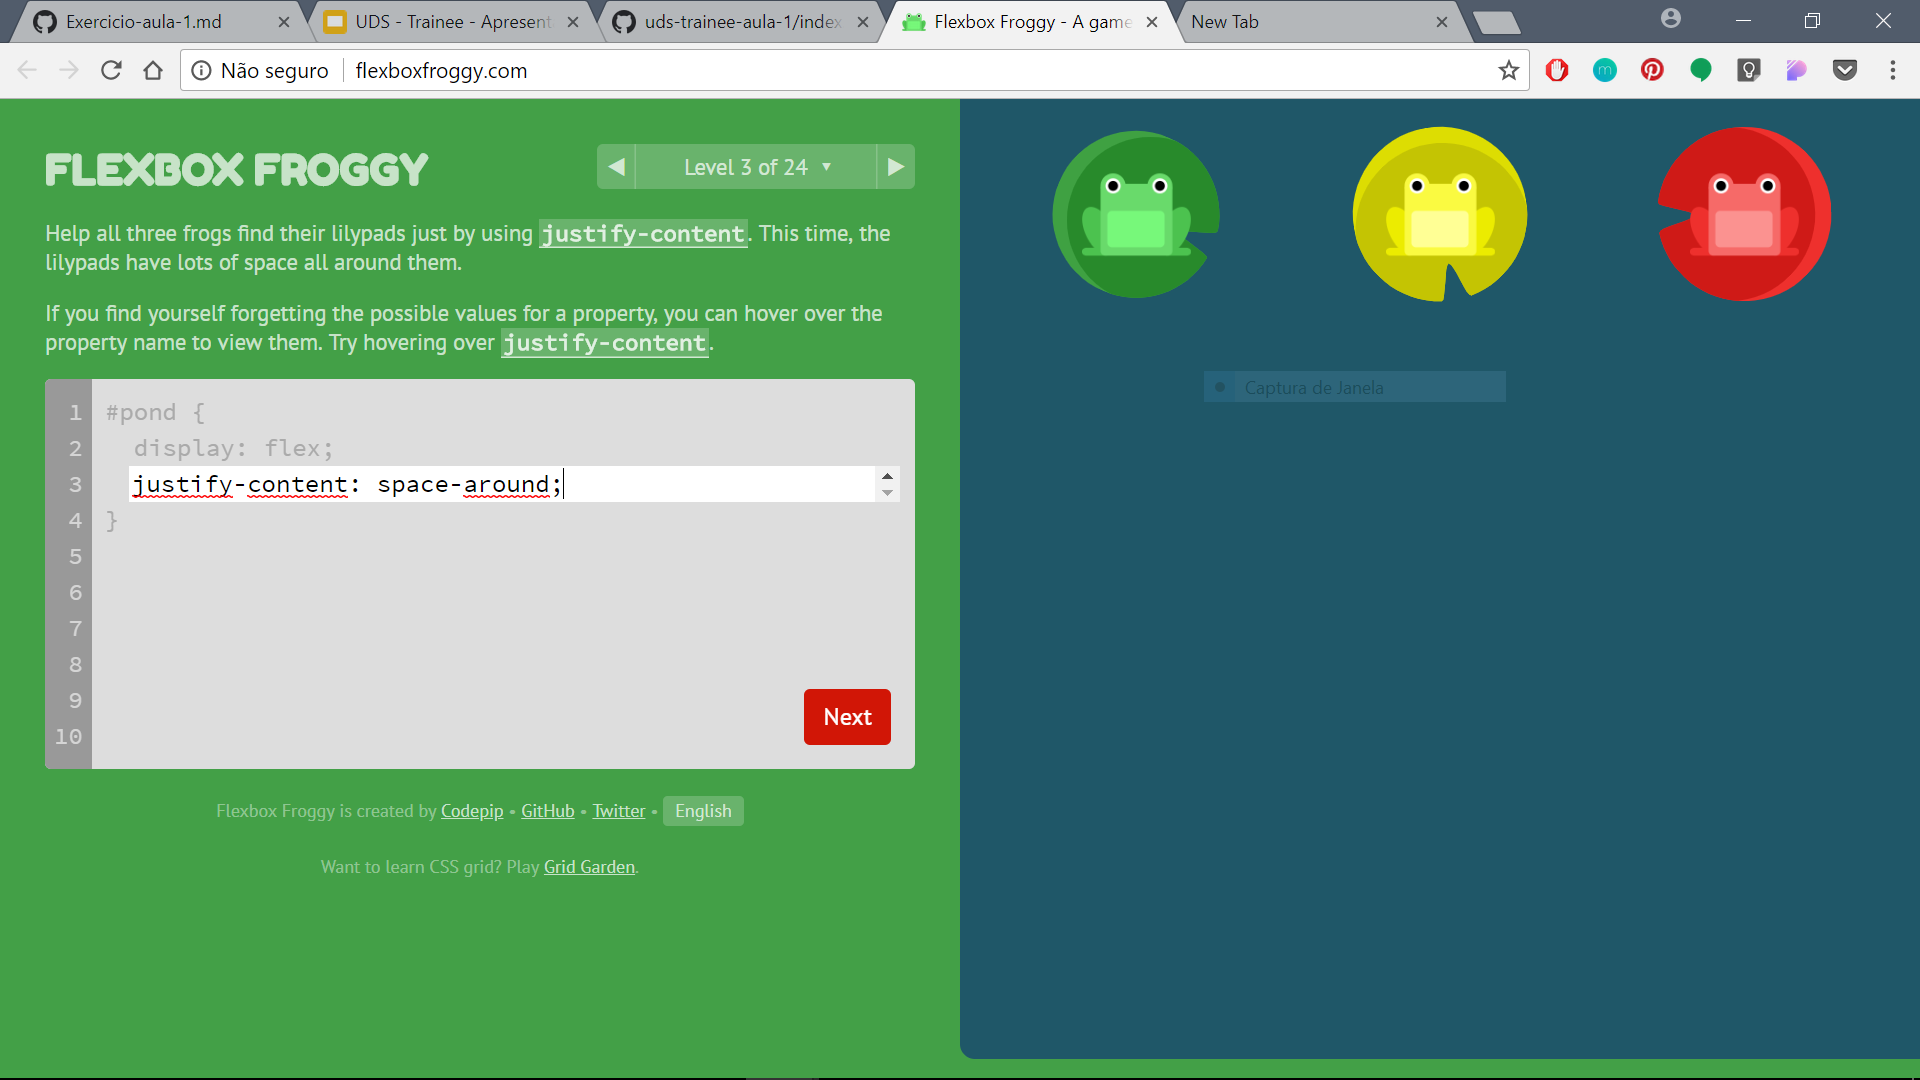 Exercicio-aula-1.md
UDS - Trainee - Apresent
uds-trainee-aula-1/index
Flexbox Froggy - A game
New Tab
Não seguro
flexboxfroggy.com
FLEXBOX FROGGY
Level 3 of 24 ▼
Help all three frogs find their lilypads just by using justify-content. This time, the
lilypads have lots of space all around them.
If you find yourself forgetting the possible values for a property, you can hover over the
property name to view them. Try hovering over justify-content.
1 #pond {
2 display: flex;
3 justify-content: space-around;
4 }
5
6
7
8
9
10
Next
Flexbox Froggy is created by Codepip • GitHub • Twitter • English
Want to learn CSS grid? Play Grid Garden.
Captura de Janela